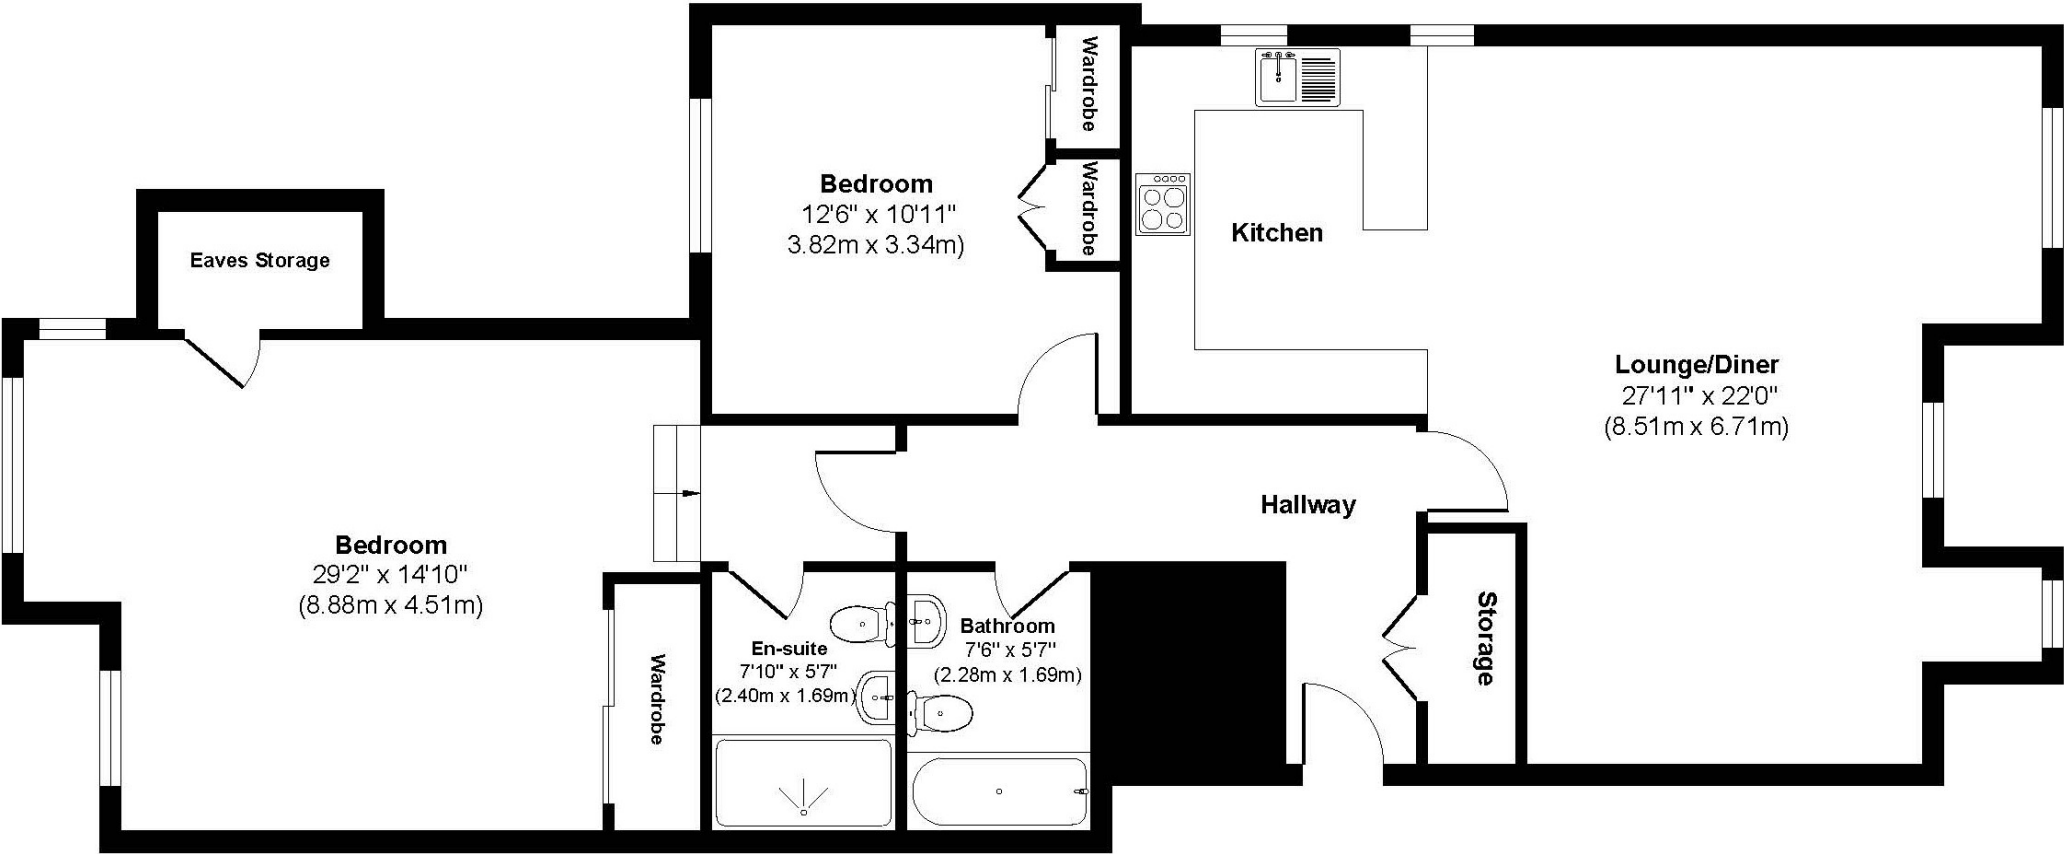 Eaves Storage
Bedroom
29'2" x 14'10"
(8.88m x 4.51m)
Wardrobe
Bedroom
12'6" x 10'11"
3.82m x 3.34m)
Wardrobe
Wardrobe
En-suite
7'10" x 5'7"
(2.40m x 1.69m)
Bathroom
7'6" x 5'7"
(2.28m x 1.69m)
Kitchen
Hallway
Storage
Lounge/Diner
27'11" x 22'0"
(8.51m x 6.71m)